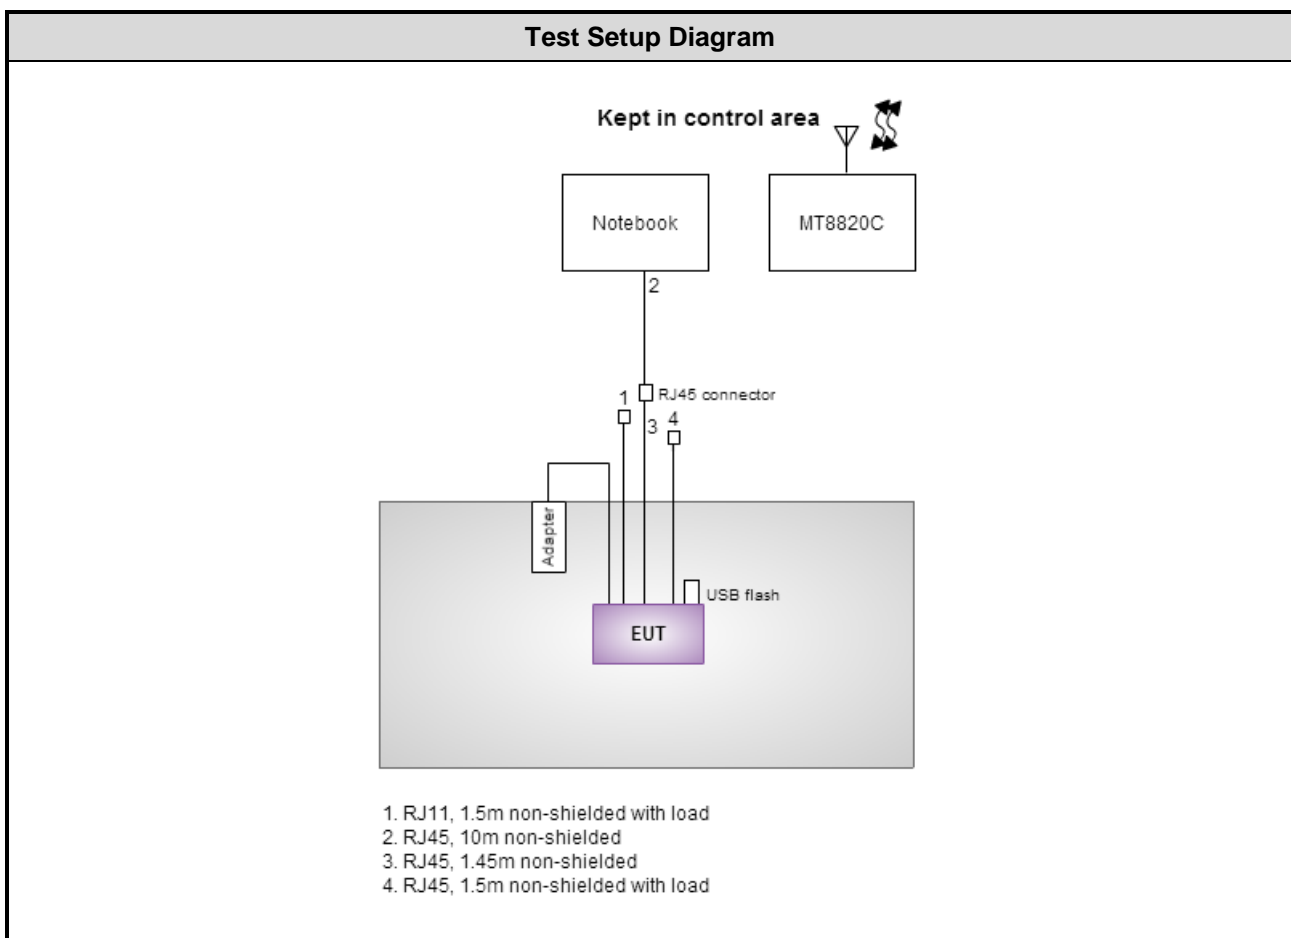 Test Setup Diagram
Kept in control area
Notebook
MT8820C
2
RJ45 connector
1
3
4
Adapter
USB flash
EUT
1. RJ11, 1.5m non-shielded with load
2. RJ45, 10m non-shielded
3. RJ45, 1.45m non-shielded
4. RJ45, 1.5m non-shielded with load